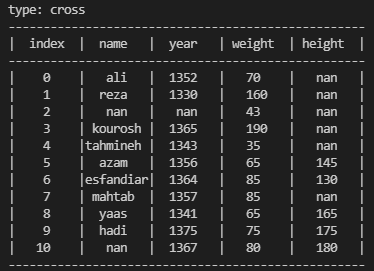 type: cross
---------------------------------------------------
|  index  |  name  |  year  | weight | height |
---------------------------------------------------
|  0  |  ali  |  1352  |  70  |  nan  |
|  1  |  reza  |  1330  |  160  |  nan  |
|  2  |  nan  |  nan  |  43  |  nan  |
|  3  |  kourosh  |  1365  |  190  |  nan  |
|  4  |tahmineh |  1343  |  35  |  nan  |
|  5  |  azam  |  1356  |  65  |  145  |
|  6  |esfandiar|  1364  |  85  |  130  |
|  7  |  mahtab  |  1357  |  85  |  nan  |
|  8  |  yaas  |  1341  |  65  |  165  |
|  9  |  hadi  |  1375  |  75  |  175  |
|  10  |  nan  |  1367  |  80  |  180  |
---------------------------------------------------